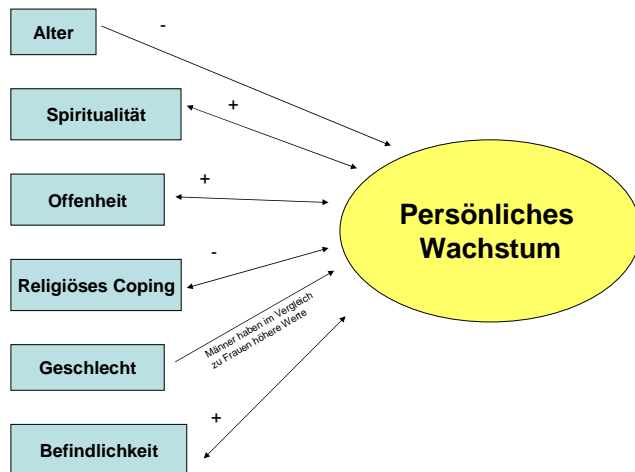 Alter
-
Spiritualität
+
Offenheit
+
Persönliches
Wachstum
Religiöses Coping
-
Geschlecht
Männer haben im Vergleich
zu Frauen höhere Werte
Befindlichkeit
+